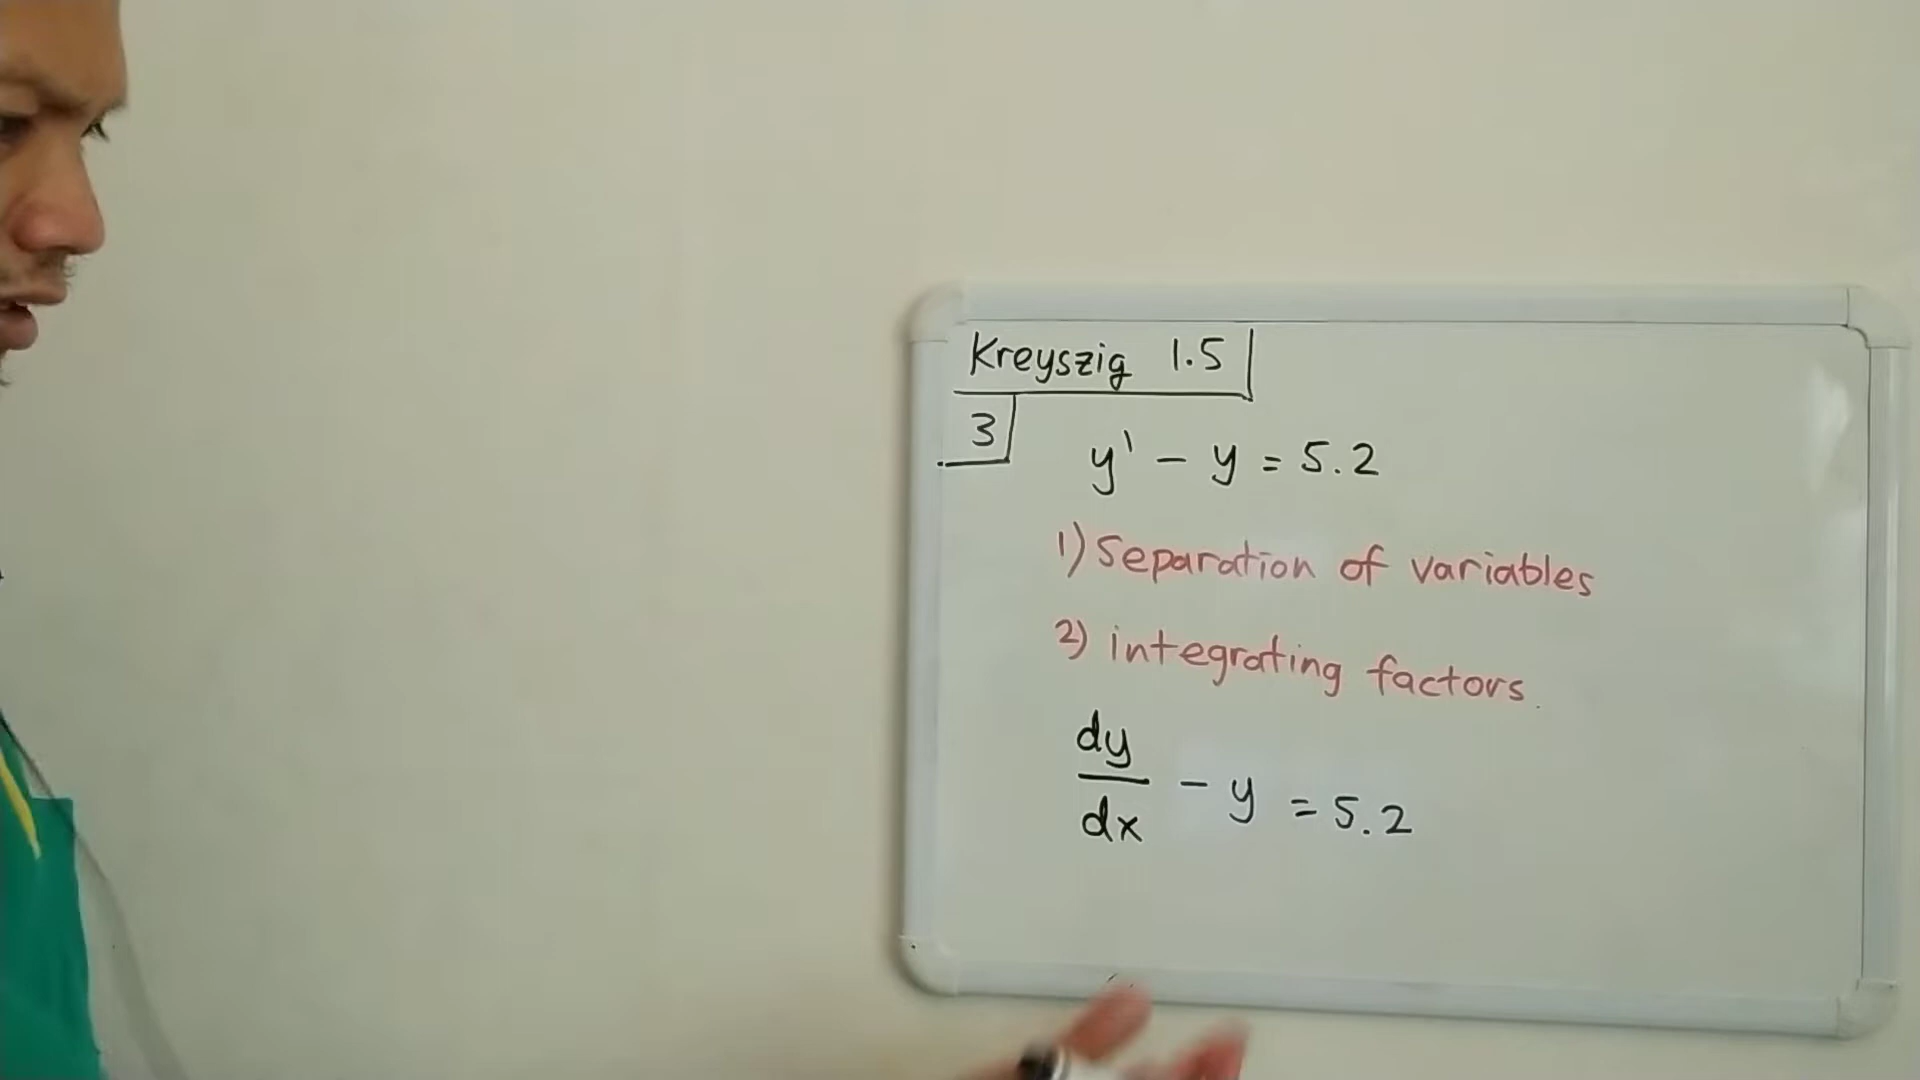 Kreyszig 1.5
3
y' - y = 5.2
1) Separation of variables
2) integrating factors.
dy
dx
- y = 5.2